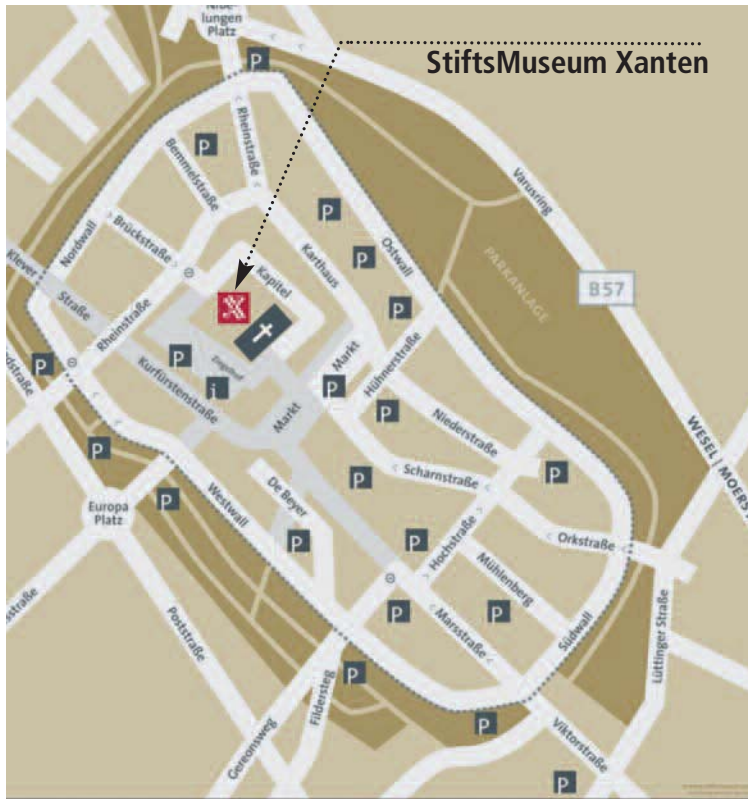 Nibe-
lungen
Platz
StiftsMuseum Xanten
P
Rheinstraße
Varusring
P
Bemmelstraße
P
Ostwall
Nordwall
Brückstraße
Karthaus
P
PARKANLAGE
Klever
Straße
Kapitel
B57
P
Rheinstraße
Markt
Hühnerstraße
P
P
i
Kurfürstenstraße
P
P
P
Markt
Niederstraße
WESEL | MOERS
P
Scharnstraße
P
P
De Beyer
Westwall
P
Europa
Platz
P
P
Hochstraße
Orkstraße
Mühlenberg
Poststraße
P
Marsstraße
P
Südwall
Lüttinger Straße
P
Fildersteg
Gereonsweg
P
Viktorstraße
P